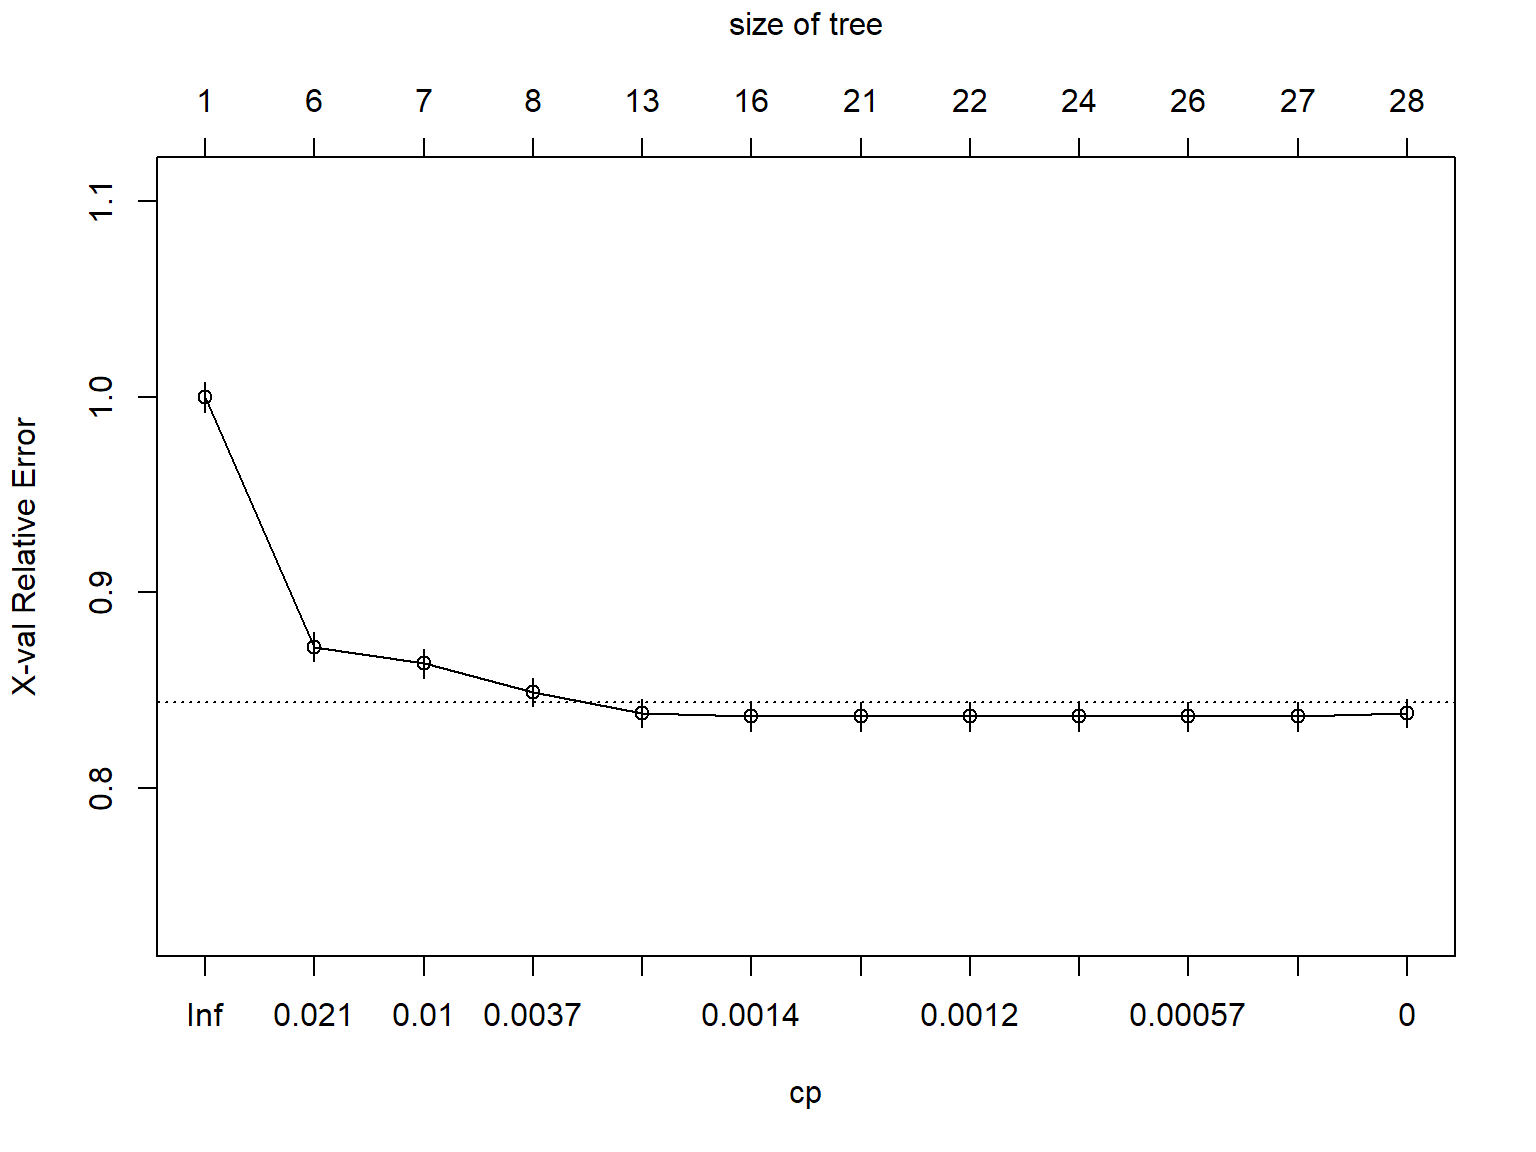 size of tree
1 6 7 8 13 16 21 22 24 26 27 28
1.1
1.0
0.9
0.8
X-val Relative Error
Inf 0.021 0.01 0.0037 0.0014 0.0012 0.00057 0
cp